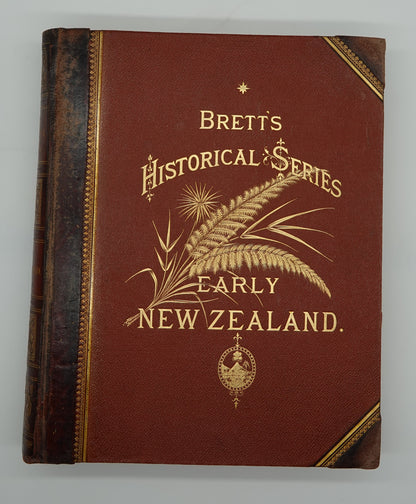 BRETT'S
HISTORICAL SERIES
EARLY
NEW ZEALAND.